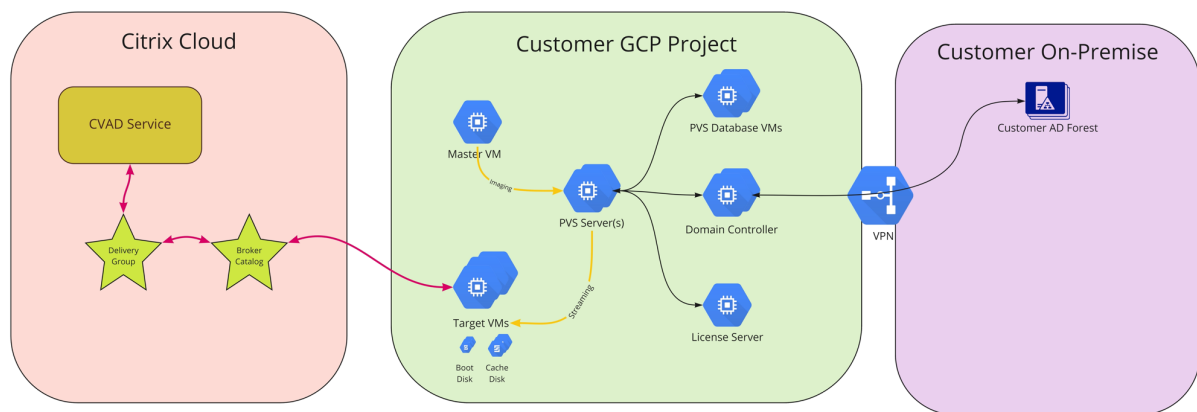 Citrix Cloud
CVAD Service
Delivery
Group
Broker
Catalog
Customer GCP Project
Master VM
Imaging
PVS Server(s)
Streaming
Target VMs
Boot
Disk
Cache
Disk
PVS Database VMs
Domain Controller
License Server
VPN
Customer On-Premise
Customer AD Forest